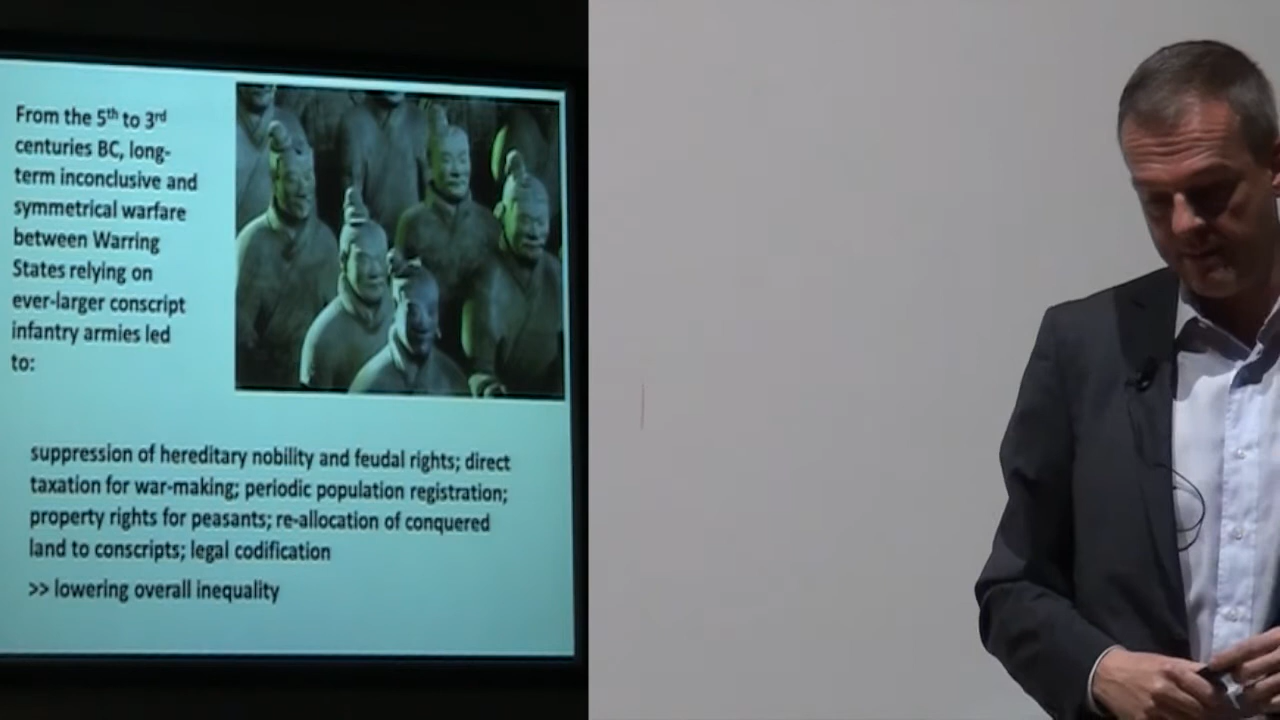 From the 5th to 3rd
centuries BC, long-
term inconclusive and
symmetrical warfare
between Warring
States relying on
ever-larger conscript
infantry armies led
to:
suppression of hereditary nobility and feudal rights; direct
taxation for war-making; periodic population registration;
property rights for peasants; re-allocation of conquered
land to conscripts; legal codification
>> lowering overall inequality